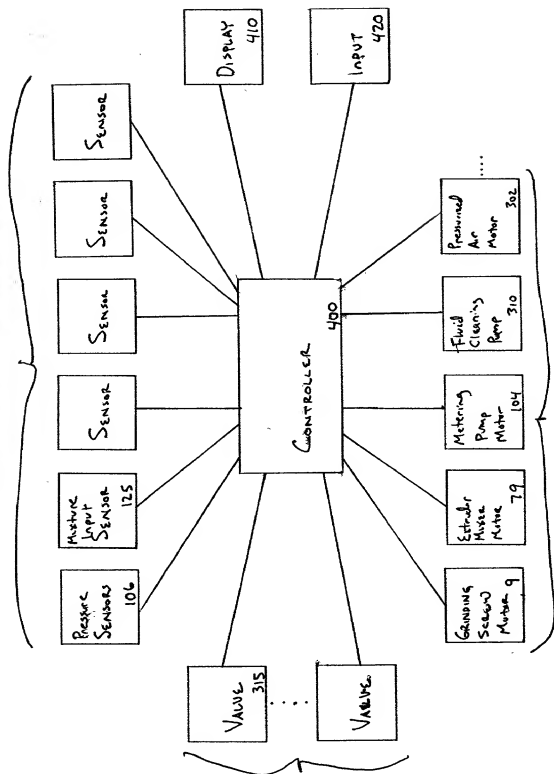 Pressure
Sensors
106
Mixture
Input
Sensor
125
Sensor
Sensor
Sensor
Sensor
Valve
315
Valve
Controller
400
Display
410
Input
420
Grinding
Screw
Motor 9
Extruder
Mixer
Motor
79
Metering
Pump
Motor
104
Fluid
Cleaning
Pump
310
Pressurized
Air
Motor
302